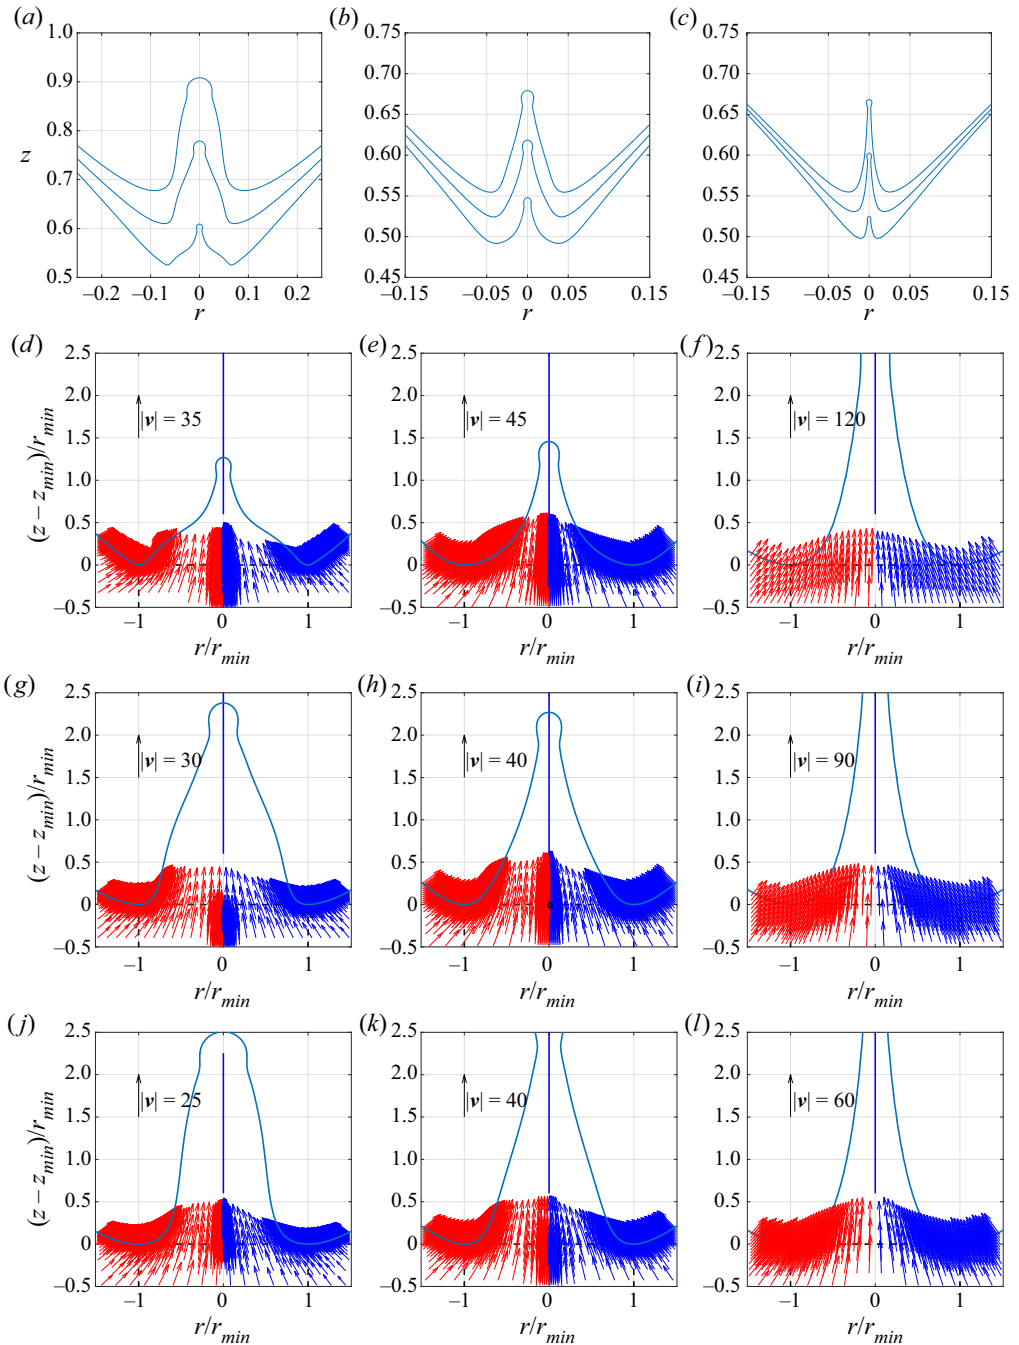 (a) (b) (c)
1.0 0.75 0.75
0.9 0.70 0.70
0.8 0.65 0.65
z
0.60 0.60
0.7 0.55 0.55
0.6 0.50 0.50
0.5 0.45 0.45
–0.2 –0.1 0 0.1 0.2 –0.15 –0.05 0 0.05 0.15 –0.15 –0.05 0 0.05 0.15
r r r
(d) (e) (f)
2.5 2.5 2.5
2.0 2.0 2.0
|v| = 35 |v| = 45 |v| = 120
1.5 1.5 1.5
(z – z_min)/r_min
1.0 1.0 1.0
0.5 0.5 0.5
0 0 0
–0.5 –0.5 –0.5
–1 0 1 –1 0 1 –1 0 1
r/r_min r/r_min r/r_min
(g) (h) (i)
2.5 2.5 2.5
2.0 2.0 2.0
|v| = 30 |v| = 40 |v| = 90
1.5 1.5 1.5
(z – z_min)/r_min
1.0 1.0 1.0
0.5 0.5 0.5
0 0 0
–0.5 –0.5 –0.5
–1 0 1 –1 0 1 –1 0 1
r/r_min r/r_min r/r_min
(j) (k) (l)
2.5 2.5 2.5
2.0 2.0 2.0
|v| = 25 |v| = 40 |v| = 60
1.5 1.5 1.5
(z – z_min)/r_min
1.0 1.0 1.0
0.5 0.5 0.5
0 0 0
–0.5 –0.5 –0.5
–1 0 1 –1 0 1 –1 0 1
r/r_min r/r_min r/r_min